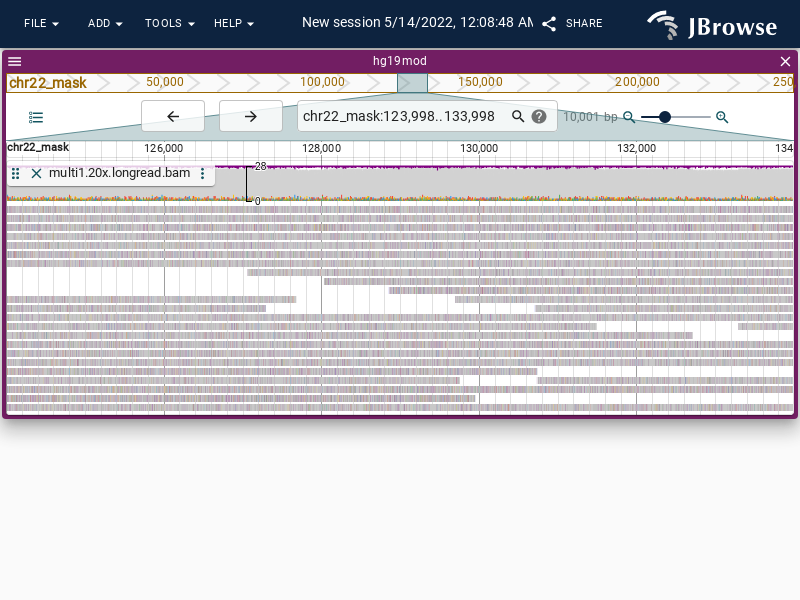 FILE ADD TOOLS HELP New session 5/14/2022, 12:08:48 AM SHARE JBrowse
hg19mod
chr22_mask 50,000 100,000 150,000 200,000 250
chr22_mask:123,998..133,998 10,001 bp
chr22_mask 126,000 128,000 130,000 132,000 134
multi1.20x.longread.bam 28
0